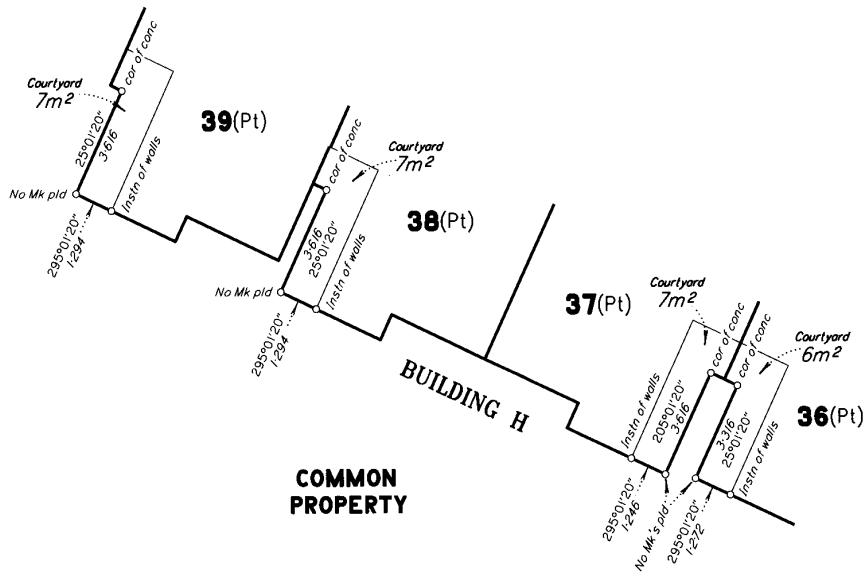 cor of conc
Courtyard
7m²
39(Pt)
25°01'20"
3·616
Instn of walls
No Mk pld
295°01'20"
1·294
cor of conc
Courtyard
7m²
38(Pt)
3·616
25°01'20"
Instn of walls
No Mk pld
295°01'20"
1·294
BUILDING H
37(Pt)
Courtyard
7m²
cor of conc
cor of conc
Courtyard
6m²
Instn of walls
205°01'20"
3·616
3·316
25°01'20"
36(Pt)
Instn of walls
295°01'20"
1·246
No Mk's pld
295°01'20"
1·272
COMMON
PROPERTY